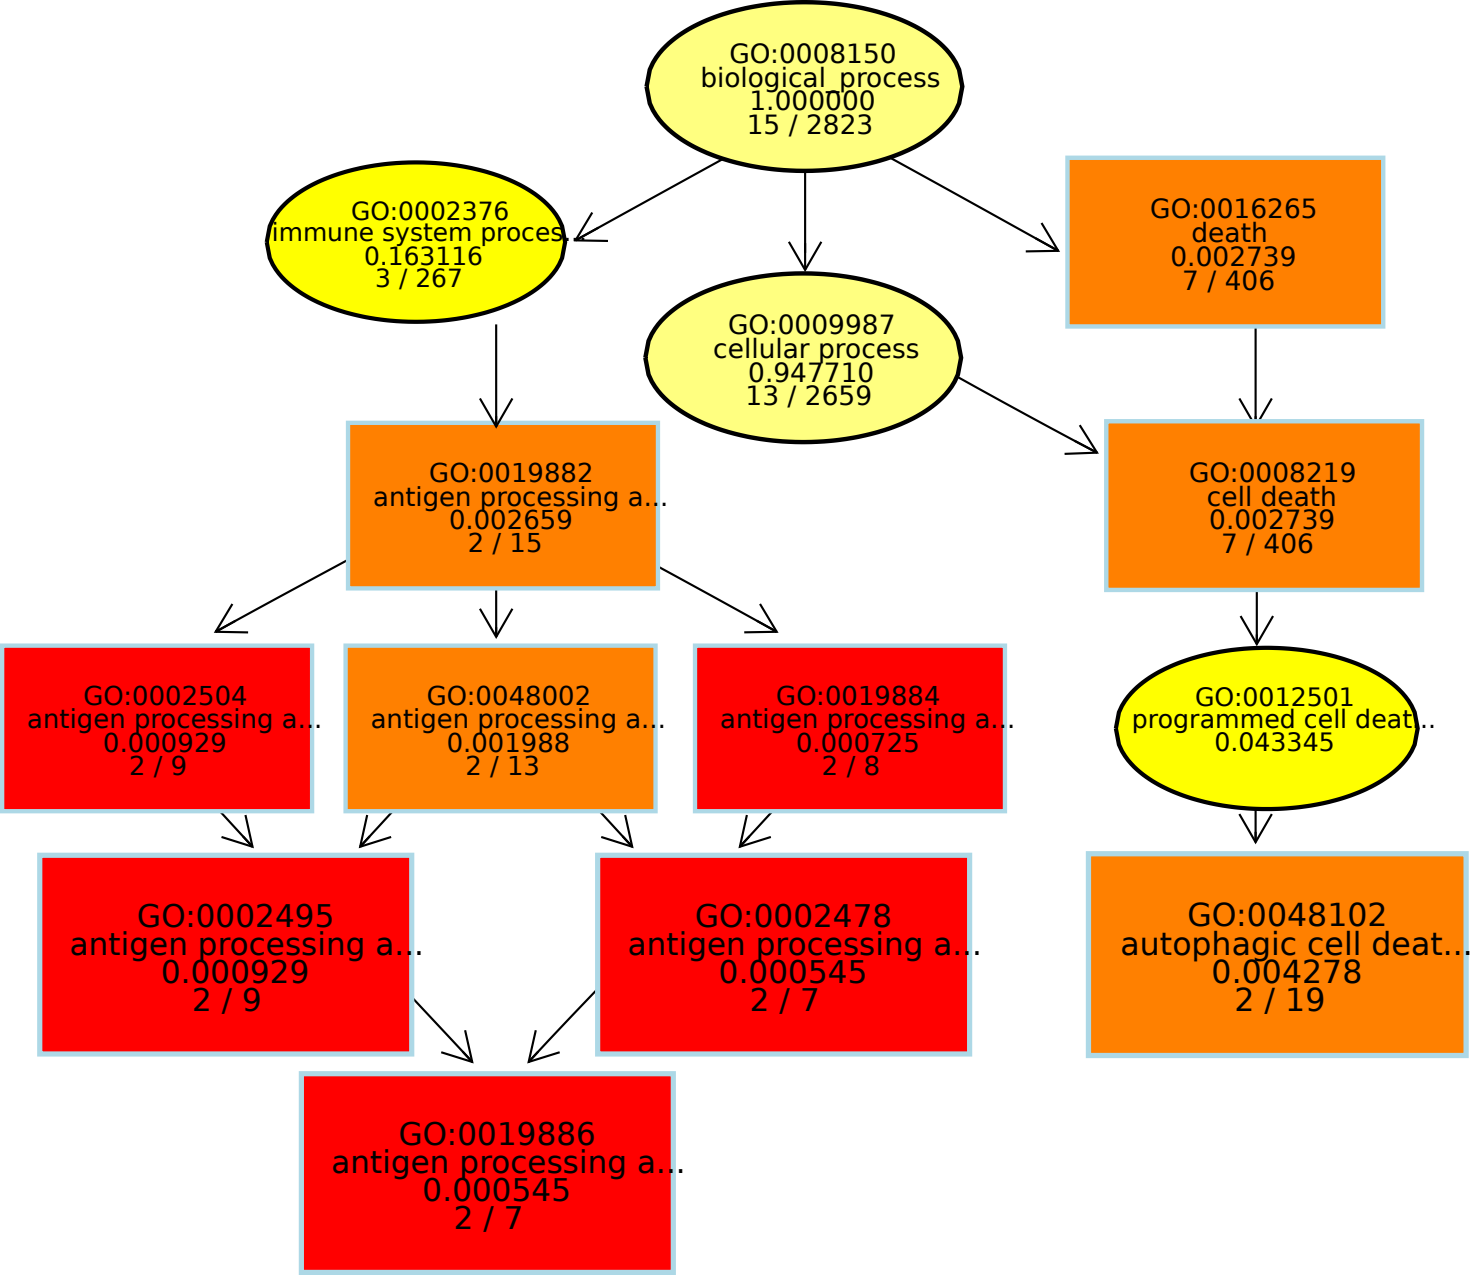 GO:0008150
biological_process
1.000000
15 / 2823
GO:0002376
immune system proces...
0.163116
3 / 267
GO:0016265
death
0.002739
7 / 406
GO:0009987
cellular process
0.947710
13 / 2659
GO:0019882
antigen processing a...
0.002659
2 / 15
GO:0008219
cell death
0.002739
7 / 406
GO:0002504
antigen processing a...
0.000929
2 / 9
GO:0048002
antigen processing a...
0.001988
2 / 13
GO:0019884
antigen processing a...
0.000725
2 / 8
GO:0012501
programmed cell deat...
0.043345
GO:0002495
antigen processing a...
0.000929
2 / 9
GO:0002478
antigen processing a...
0.000545
2 / 7
GO:0048102
autophagic cell deat...
0.004278
2 / 19
GO:0019886
antigen processing a...
0.000545
2 / 7